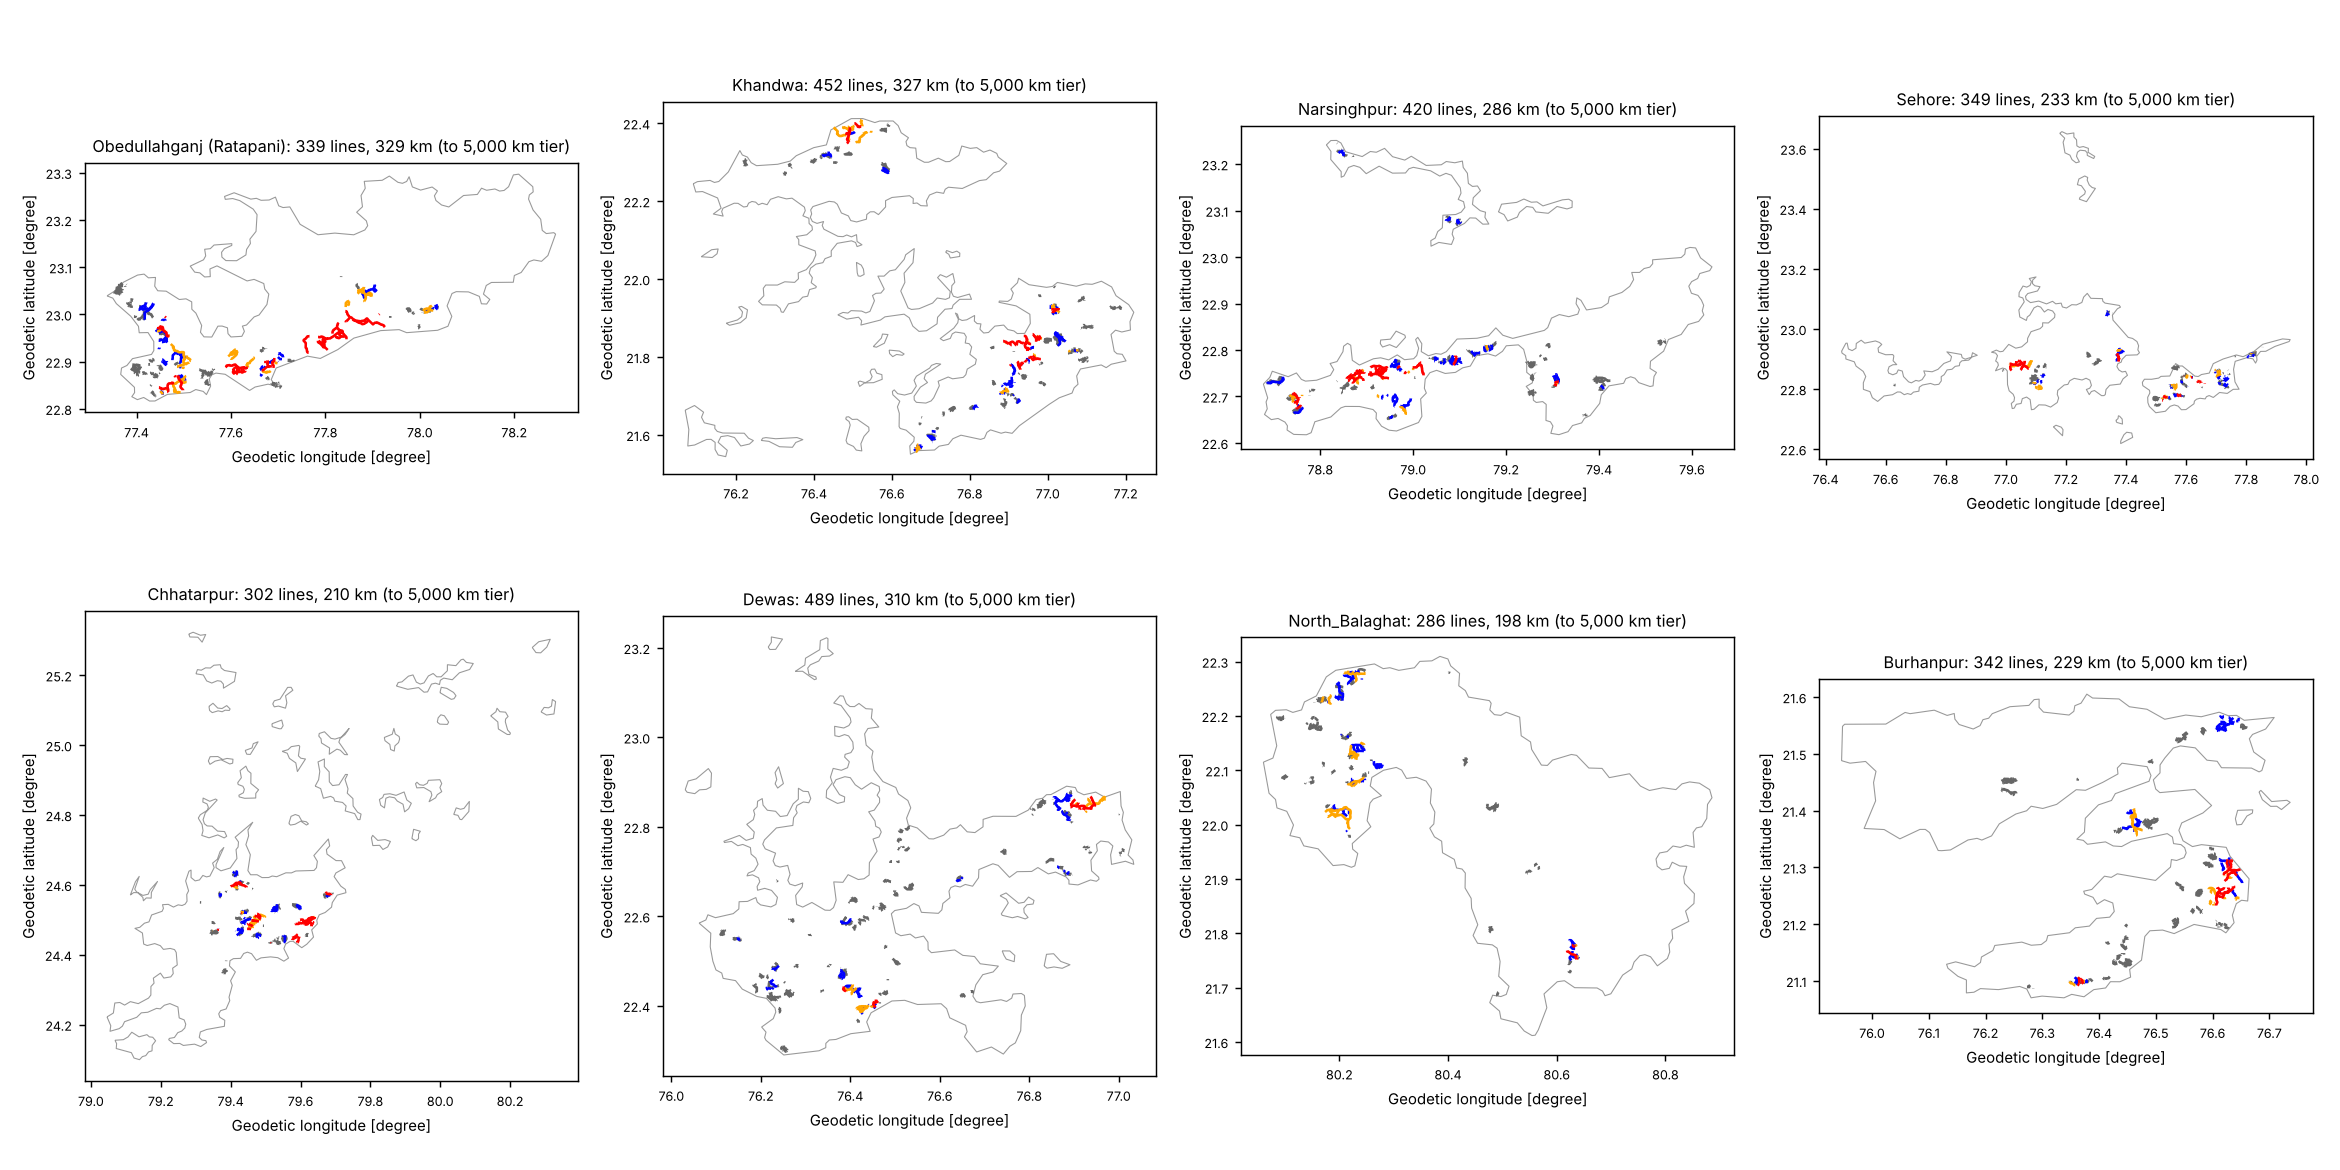 Obedullahganj (Ratapani): 339 lines, 329 km (to 5,000 km tier)
Geodetic latitude [degree]
23.3
23.2
23.1
23.0
22.9
22.8
77.4 77.6 77.8 78.0 78.2
Geodetic longitude [degree]
Khandwa: 452 lines, 327 km (to 5,000 km tier)
Geodetic latitude [degree]
22.4
22.2
22.0
21.8
21.6
76.2 76.4 76.6 76.8 77.0 77.2
Geodetic longitude [degree]
Narsinghpur: 420 lines, 286 km (to 5,000 km tier)
Geodetic latitude [degree]
23.2
23.1
23.0
22.9
22.8
22.7
22.6
78.8 79.0 79.2 79.4 79.6
Geodetic longitude [degree]
Sehore: 349 lines, 233 km (to 5,000 km tier)
Geodetic latitude [degree]
23.6
23.4
23.2
23.0
22.8
22.6
76.4 76.6 76.8 77.0 77.2 77.4 77.6 77.8 78.0
Geodetic longitude [degree]
Chhatarpur: 302 lines, 210 km (to 5,000 km tier)
Geodetic latitude [degree]
25.2
25.0
24.8
24.6
24.4
24.2
79.0 79.2 79.4 79.6 79.8 80.0 80.2
Geodetic longitude [degree]
Dewas: 489 lines, 310 km (to 5,000 km tier)
Geodetic latitude [degree]
23.2
23.0
22.8
22.6
22.4
76.0 76.2 76.4 76.6 76.8 77.0
Geodetic longitude [degree]
North_Balaghat: 286 lines, 198 km (to 5,000 km tier)
Geodetic latitude [degree]
22.3
22.2
22.1
22.0
21.9
21.8
21.7
21.6
80.2 80.4 80.6 80.8
Geodetic longitude [degree]
Burhanpur: 342 lines, 229 km (to 5,000 km tier)
Geodetic latitude [degree]
21.6
21.5
21.4
21.3
21.2
21.1
76.0 76.1 76.2 76.3 76.4 76.5 76.6 76.7
Geodetic longitude [degree]